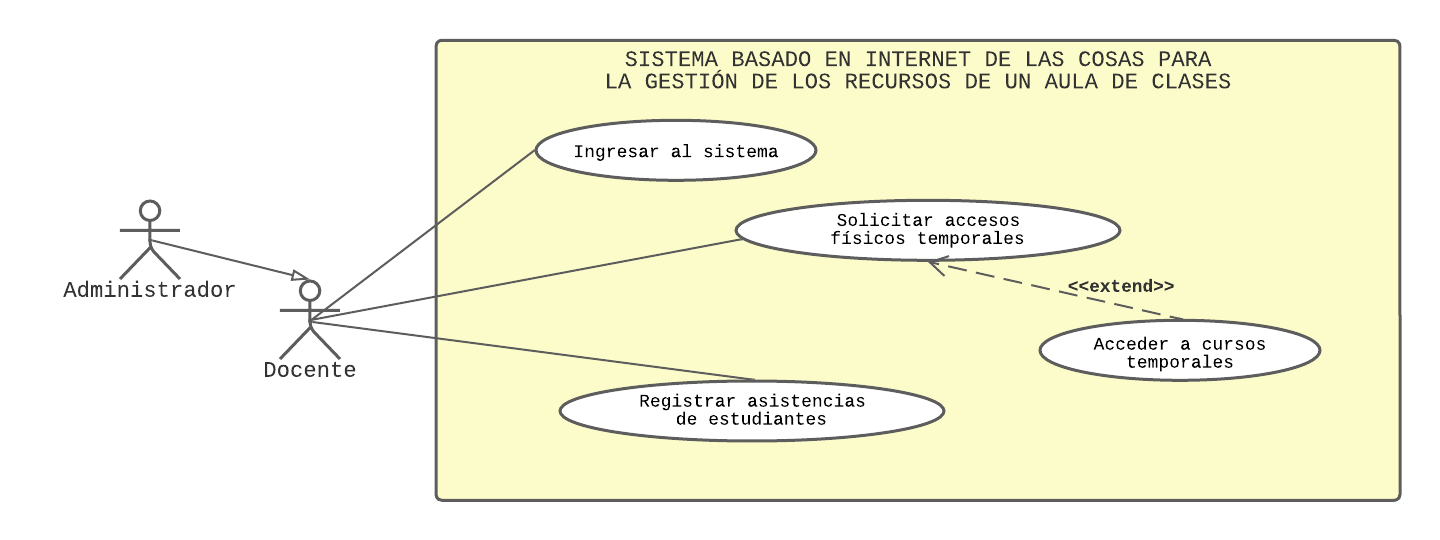 SISTEMA BASADO EN INTERNET DE LAS COSAS PARA
LA GESTIÓN DE LOS RECURSOS DE UN AULA DE CLASES
Ingresar al sistema
Solicitar accesos
físicos temporales
<<extend>>
Administrador
Acceder a cursos
temporales
Docente
Registrar asistencias
de estudiantes